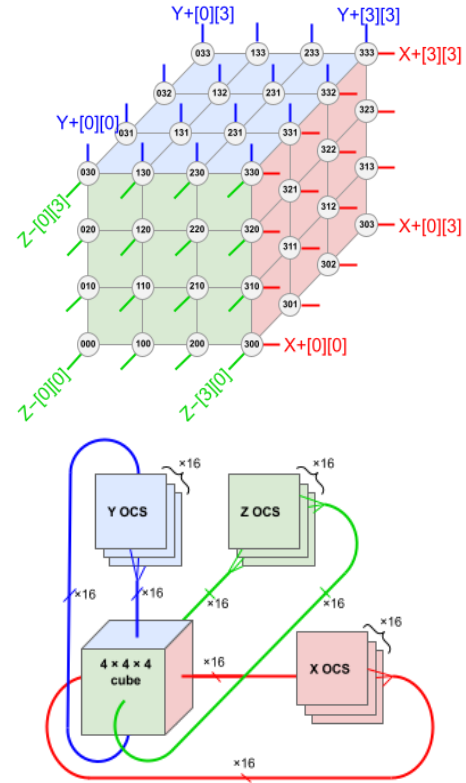 Y+[0][3]
Y+[3][3]
033 133 233 333
X+[3][3]
032 132 231 332
323
Y+[0][0]
031 131 231 331
322
313
030 130 230 330
321
312
Z-[0][3]
303
X+[0][3]
020 120 220 320
311
302
010 110 210 310
301
000 100 200 300
X+[0][0]
Z-[0][0]
Z-[3][0]
×16
×16
Y OCS
Z OCS
×16
×16
×16
×16
×16
4 × 4 × 4
cube
×16
X OCS
×16